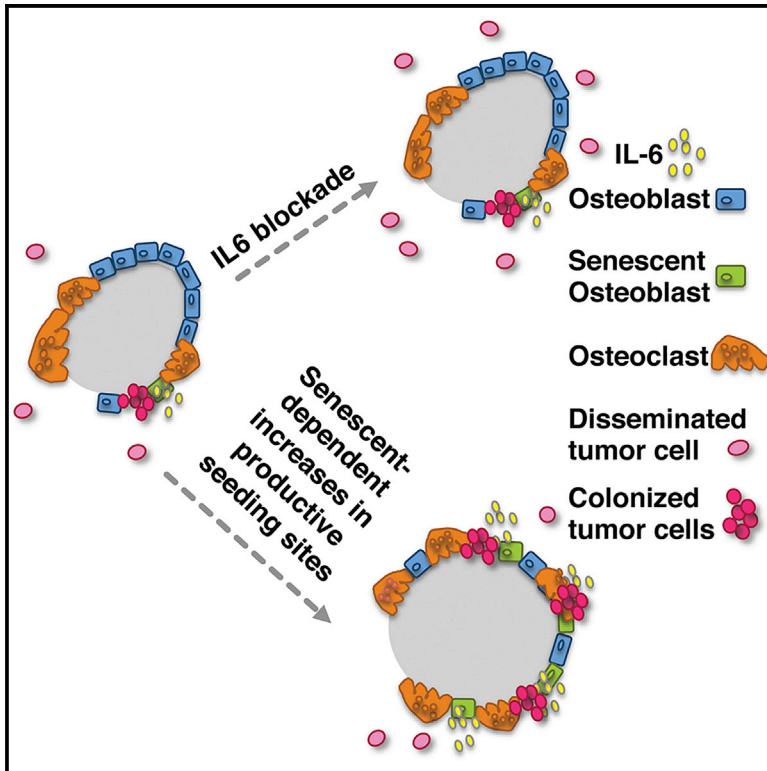 IL6 blockade
Senescent-
dependent
increases in
productive
seeding sites
IL-6
Osteoblast
Senescent
Osteoblast
Osteoclast
Disseminated
tumor cell
Colonized
tumor cells